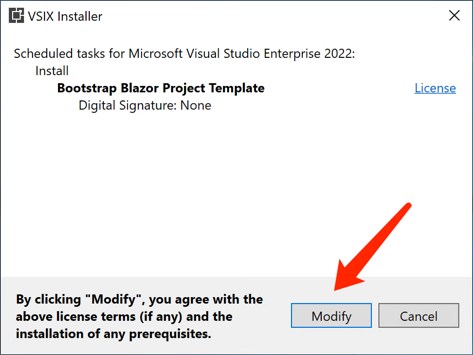 VSIX Installer
Scheduled tasks for Microsoft Visual Studio Enterprise 2022:
Install
Bootstrap Blazor Project Template License
Digital Signature: None
By clicking "Modify", you agree with the
above license terms (if any) and the
installation of any prerequisites.
Modify Cancel